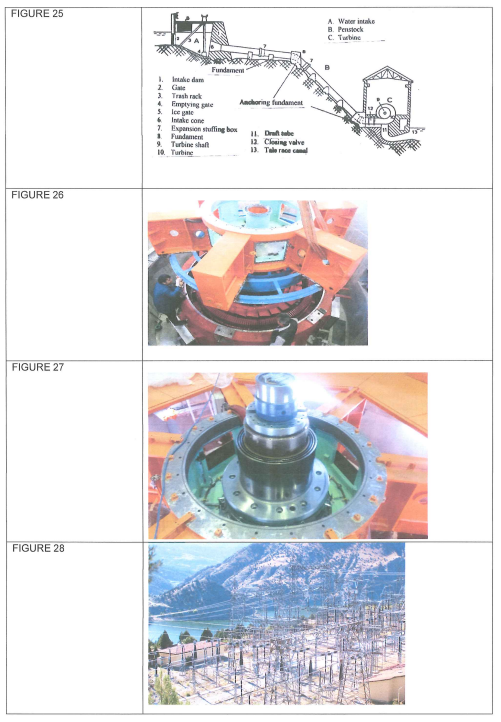 FIGURE 25
A. Water intake
B. Penstock
C. Turbine
A
B
C
Fundament
Anchoring fundament
1. Intake dam
2. Gate
3. Trash rack
4. Emptying gate
5. Ice gate
6. Intake cone
7. Expansion stuffing box
8 Fundament
9. Turbine shaft
10. Turbine
11. Draft tube
12. Closing valve
13. Tale race canal
FIGURE 26
FIGURE 27
FIGURE 28